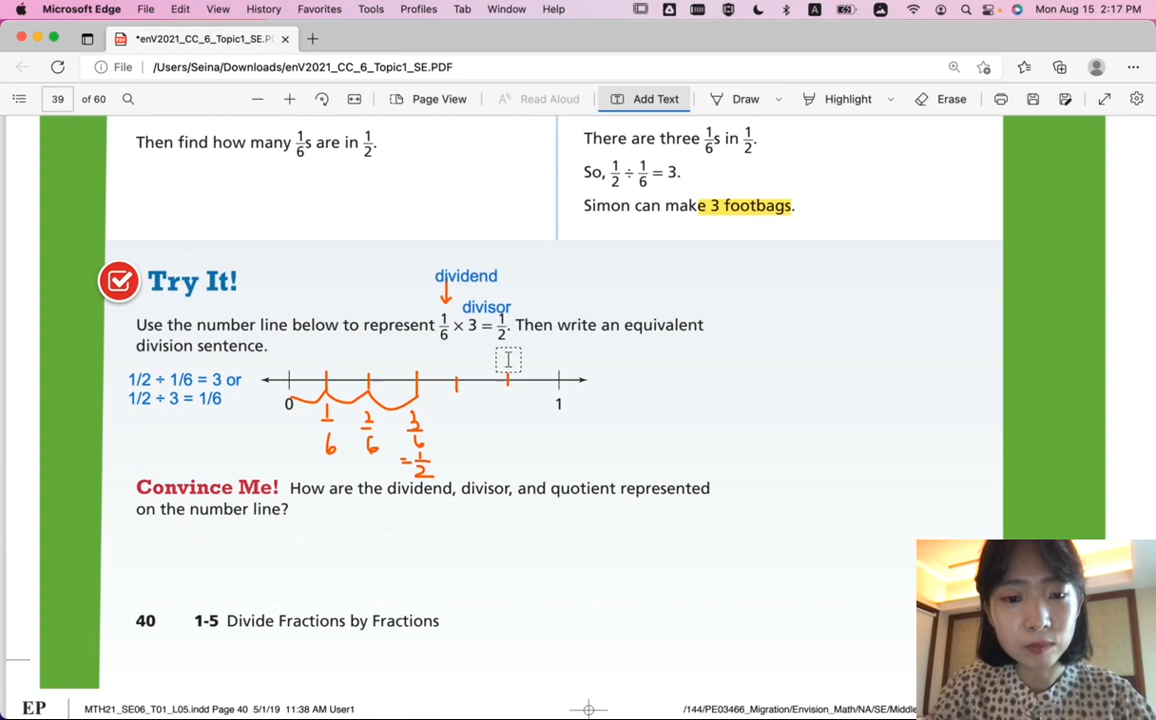 Microsoft Edge File Edit View History Favorites Tools Profiles Tab Window Help A Mon Aug 15 2:17 PM
*enV2021_CC_6_Topic1_SE.P
File /Users/Seina/Downloads/enV2021_CC_6_Topic1_SE.PDF
39 of 60 Page View Read Aloud Add Text Draw Highlight Erase
Then find how many 1/6s are in 1/2.
There are three 1/6s in 1/2.
So, 1/2 ÷ 1/6 = 3.
Simon can make 3 footbags.
Try It!
dividend
divisor
Use the number line below to represent 1/6 × 3 = 1/2. Then write an equivalent
division sentence.
1/2 ÷ 1/6 = 3 or
1/2 ÷ 3 = 1/6
0 1
1/6 2/6 3/6
= 1/2
Convince Me! How are the dividend, divisor, and quotient represented
on the number line?
40 1-5 Divide Fractions by Fractions
EP MTH21_SE06_T01_L05.indd Page 40 5/1/19 11:38 AM User1
/144/PE03466_Migration/Envision_Math/NA/SE/Middle